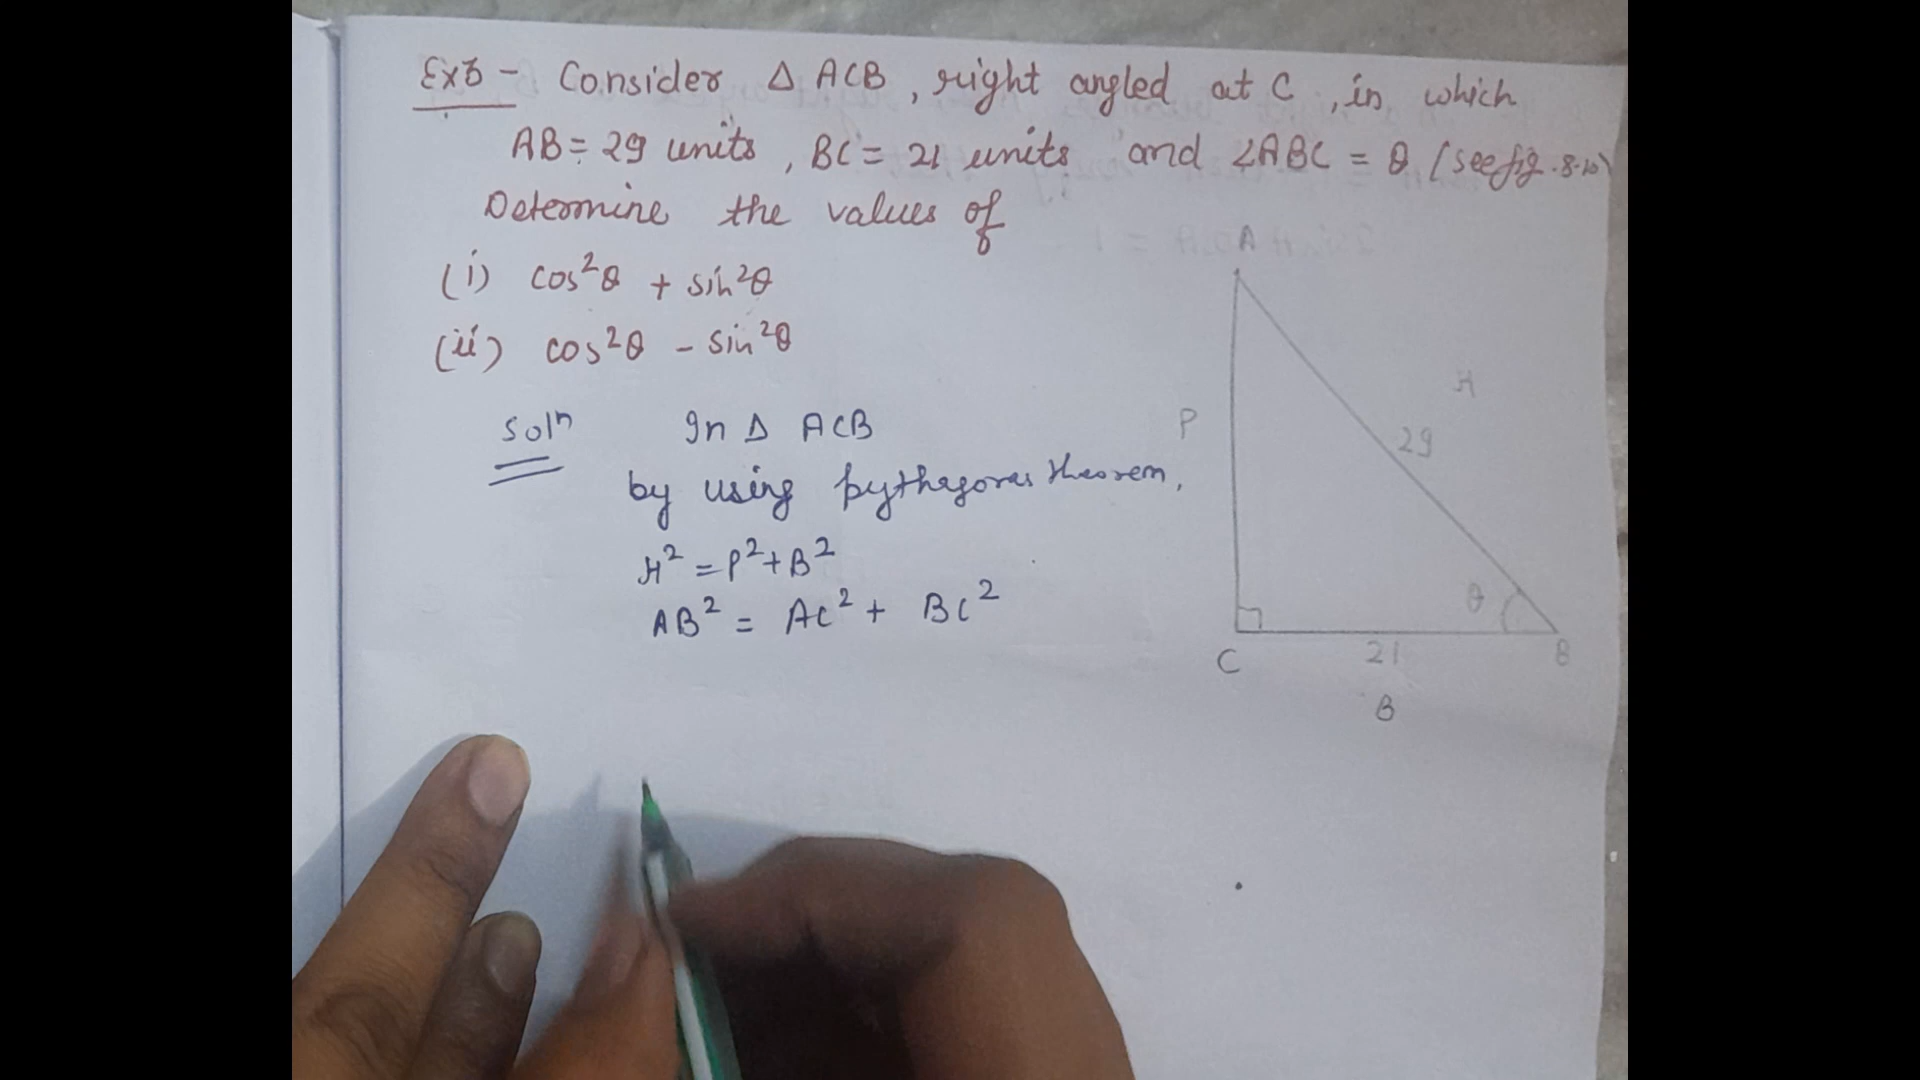 Ex3 - Consider Δ ACB, right angled at C, in which
AB = 29 units, BC = 21 units and ∠ABC = θ (see fig. 8.10)
Determine the values of
(i) cos²θ + sin²θ
(ii) cos²θ - sin²θ
Solⁿ In Δ ACB
by using pythagoras theorem,
H² = P² + B²
AB² = AC² + BC²
A
H
P
29
θ
C
21
B
B